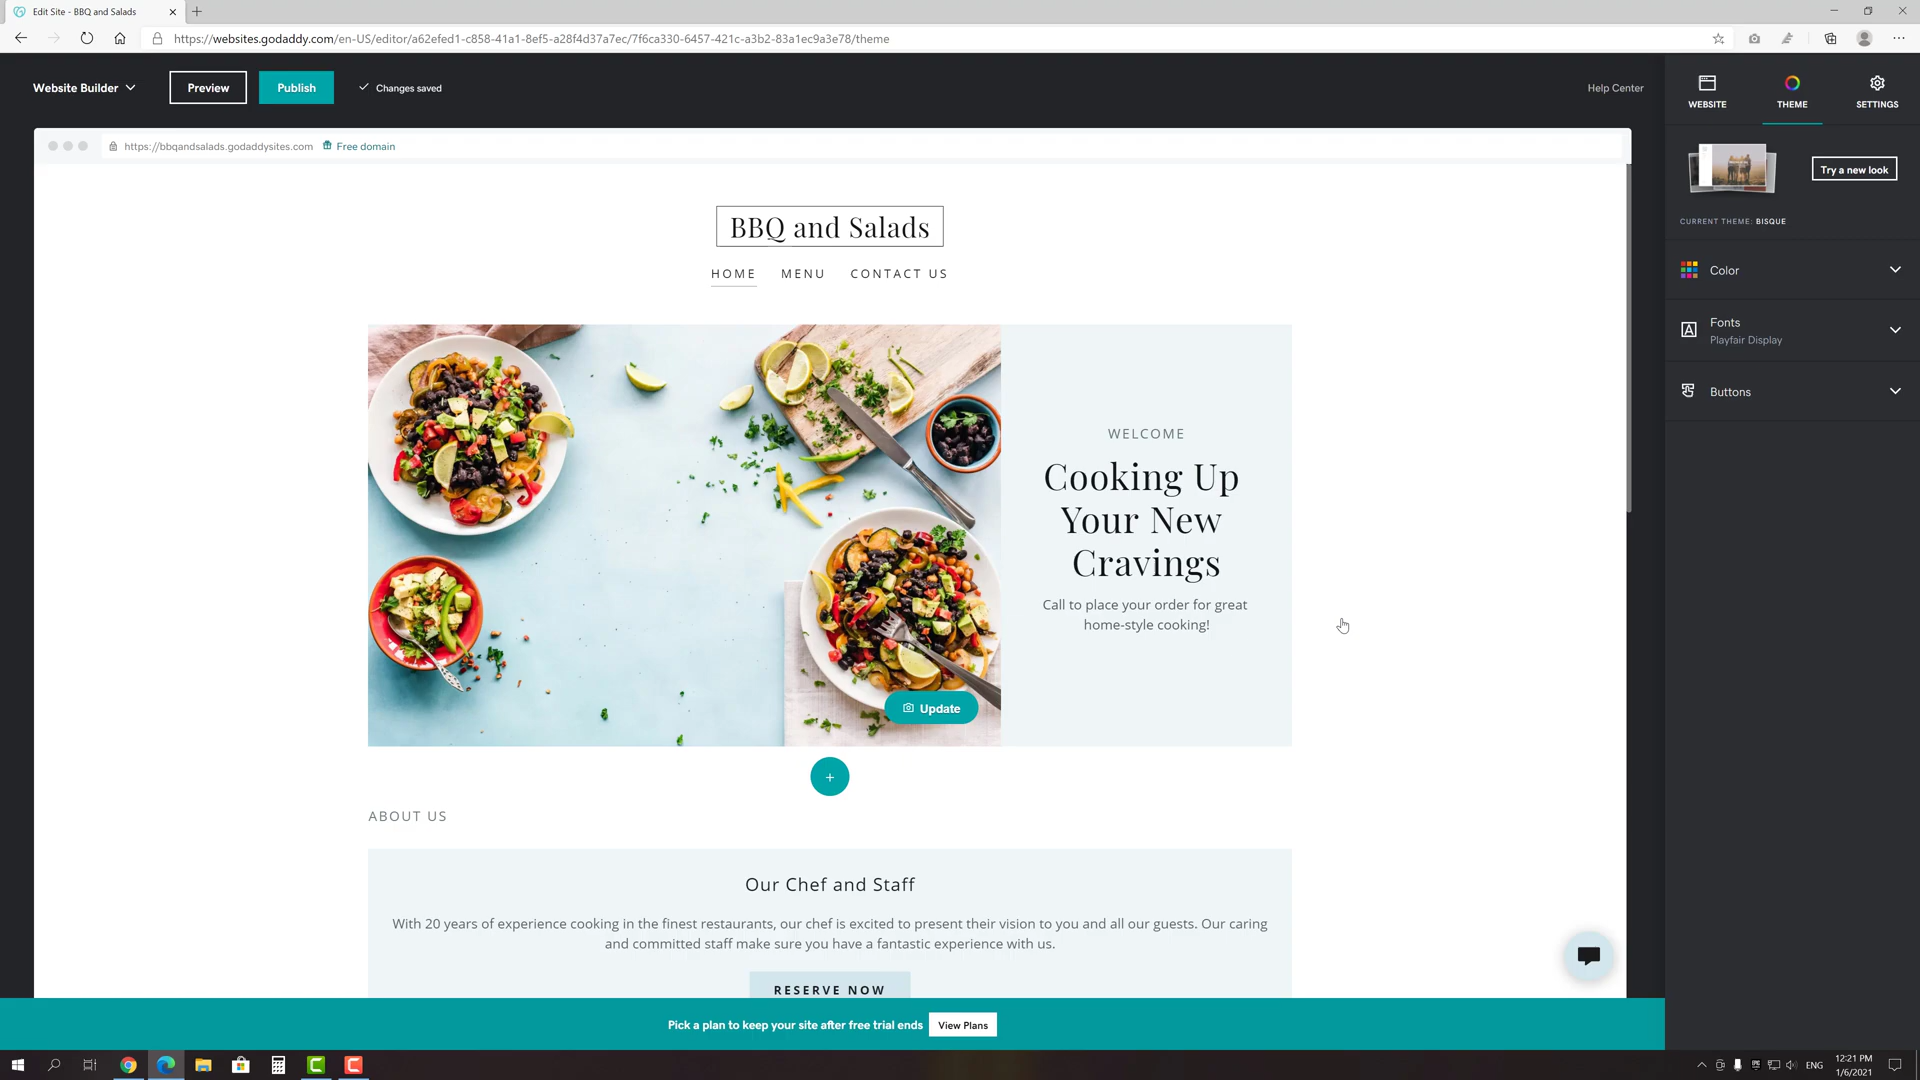 Edit Site - BBQ and Salads
https://websites.godaddy.com/en-US/editor/a62efed1-c858-41a1-8ef5-a28f4d37a7ec/7f6ca330-6457-421c-a3b2-83a1ec9a3e78/theme
Website Builder
Preview
Publish
Changes saved
Help Center
WEBSITE
THEME
SETTINGS
https://bbqandsalads.godaddysites.com
Free domain
Try a new look
CURRENT THEME: BISQUE
BBQ and Salads
HOME
MENU
CONTACT US
Color
Fonts
Playfair Display
Buttons
WELCOME
Cooking Up
Your New
Cravings
Call to place your order for great
home-style cooking!
Update
ABOUT US
Our Chef and Staff
With 20 years of experience cooking in the finest restaurants, our chef is excited to present their vision to you and all our guests. Our caring
and committed staff make sure you have a fantastic experience with us.
RESERVE NOW
Pick a plan to keep your site after free trial ends
View Plans
ENG
12:21 PM
1/6/2021